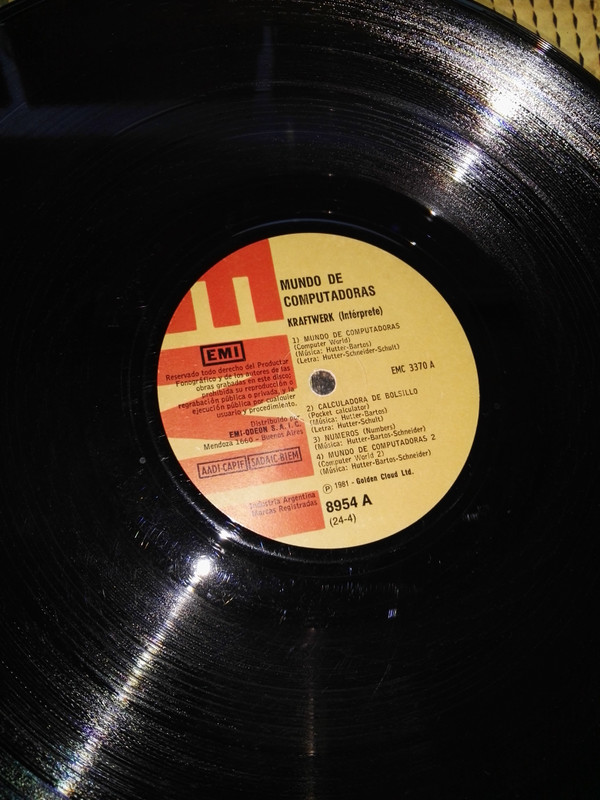 MUNDO DE
COMPUTADORAS
KRAFTWERK (Intérprete)
1) MUNDO DE COMPUTADORAS
(Computer World)
(Música: Hutter-Bartos)
(Letra: Hutter-Schneider-Schult)
EMC 3370 A
2) CALCULADORA DE BOLSILLO
(Pocket calculator)
(Música: Hutter-Bartos)
(Letra: Hutter-Schult)
3) NUMEROS (Numbers)
(Música: Hutter-Bartos-Schneider)
4) MUNDO DE COMPUTADORAS 2
(Computer World 2)
(Música: Hutter-Bartos-Schneider)
Ⓟ 1981 - Golden Cloud Ltd.
8954 A
(24-4)
EMI
Reservado todo derecho del Productor
Fonográfico y de los autores de las
obras grabadas en este disco;
prohibida su reproducción o
regrabación pública o privada, y la
ejecución pública por cualquier
usuario y procedimiento.
Distribuido por
EMI-ODEON S.A.I.C.
Mendoza 1660 - Buenos Aires
AADI-CAPIF SADAIC-BIEM
Industria Argentina
Marcas Registradas